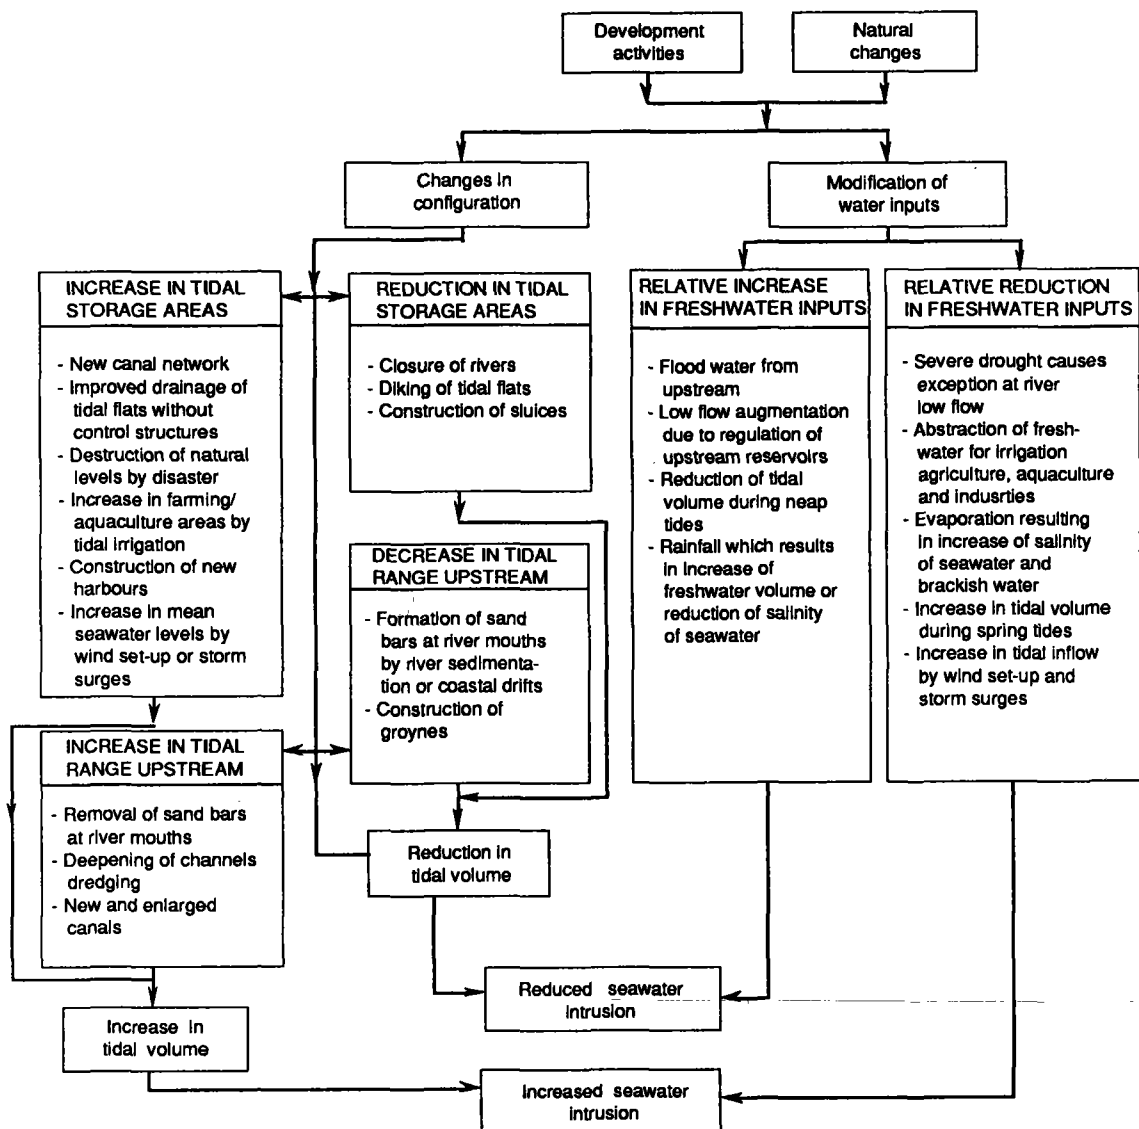 Development
activities
Natural
changes
Changes in
configuration
Modification of
water inputs
INCREASE IN TIDAL
STORAGE AREAS
- New canal network
- Improved drainage of
tidal flats without
control structures
- Destruction of natural
levels by disaster
- Increase in farming/
aquaculture areas by
tidal irrigation
- Construction of new
harbours
- Increase in mean
seawater levels by
wind set-up or storm
surges
REDUCTION IN TIDAL
STORAGE AREAS
- Closure of rivers
- Diking of tidal flats
- Construction of sluices
RELATIVE INCREASE
IN FRESHWATER INPUTS
- Flood water from
upstream
- Low flow augmentation
due to regulation of
upstream reservoirs
- Reduction of tidal
volume during neap
tides
- Rainfall which results
in increase of
freshwater volume or
reduction of salinity
of seawater
RELATIVE REDUCTION
IN FRESHWATER INPUTS
- Severe drought causes
exception at river
low flow
- Abstraction of fresh-
water for irrigation
agriculture, aquaculture
and indusrties
- Evaporation resulting
in increase of salinity
of seawater and
brackish water
- Increase in tidal volume
during spring tides
- Increase in tidal inflow
by wind set-up and
storm surges
DECREASE IN TIDAL
RANGE UPSTREAM
- Formation of sand
bars at river mouths
by river sedimenta-
tion or coastal drifts
- Construction of
groynes
INCREASE IN TIDAL
RANGE UPSTREAM
- Removal of sand bars
at river mouths
- Deepening of channels
dredging
- New and enlarged
canals
Reduction in
tidal volume
Reduced seawater
intrusion
Increase in
tidal volume
Increased seawater
intrusion